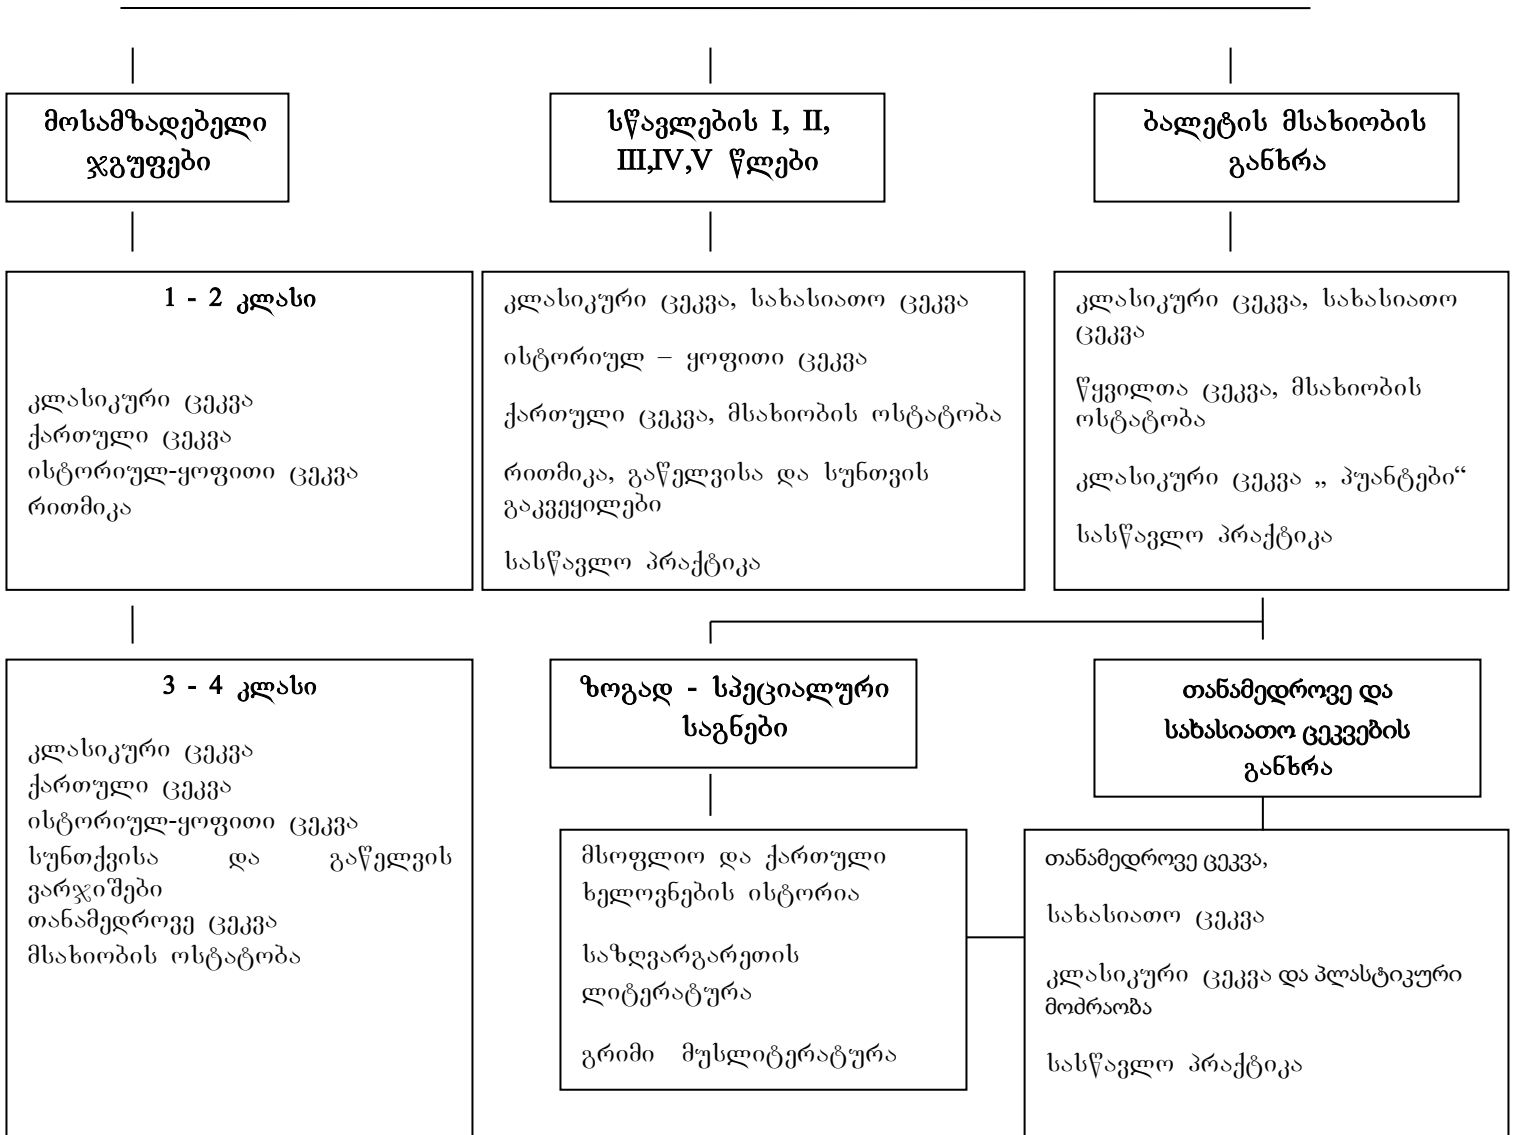 მოსამზადებელი
ჯგუფები
სწავლების I, II,
III,IV,V წლები
ბალეტის მსახიობის
განხრა
1 - 2 კლასი
კლასიკური ცეკვა
ქართული ცეკვა
ისტორიულ-ყოფითი ცეკვა
რითმიკა
კლასიკური ცეკვა, სახასიათო ცეკვა
ისტორიულ – ყოფითი ცეკვა
ქართული ცეკვა, მსახიობის ოსტატობა
რითმიკა, გაწელვისა და სუნთვის
გაკვეყილები
სასწავლო პრაქტიკა
კლასიკური ცეკვა, სახასიათო
ცეკვა
წყვილთა ცეკვა, მსახიობის
ოსტატობა
კლასიკური ცეკვა „ პუანტები“
სასწავლო პრაქტიკა
3 - 4 კლასი
კლასიკური ცეკვა
ქართული ცეკვა
ისტორიულ-ყოფითი ცეკვა
სუნთქვისა და გაწელვის
ვარჯიშები
თანამედროვე ცეკვა
მსახიობის ოსტატობა
ზოგად - სპეციალური
საგნები
მსოფლიო და ქართული
ხელოვნების ისტორია
საზღვარგარეთის
ლიტერატურა
გრიმი მუსლიტერატურა
თანამედროვე და
სახასიათო ცეკვების
განხრა
თანამედროვე ცეკვა,
სახასიათო ცეკვა
კლასიკური ცეკვა და პლასტიკური
მოძრაობა
სასწავლო პრაქტიკა